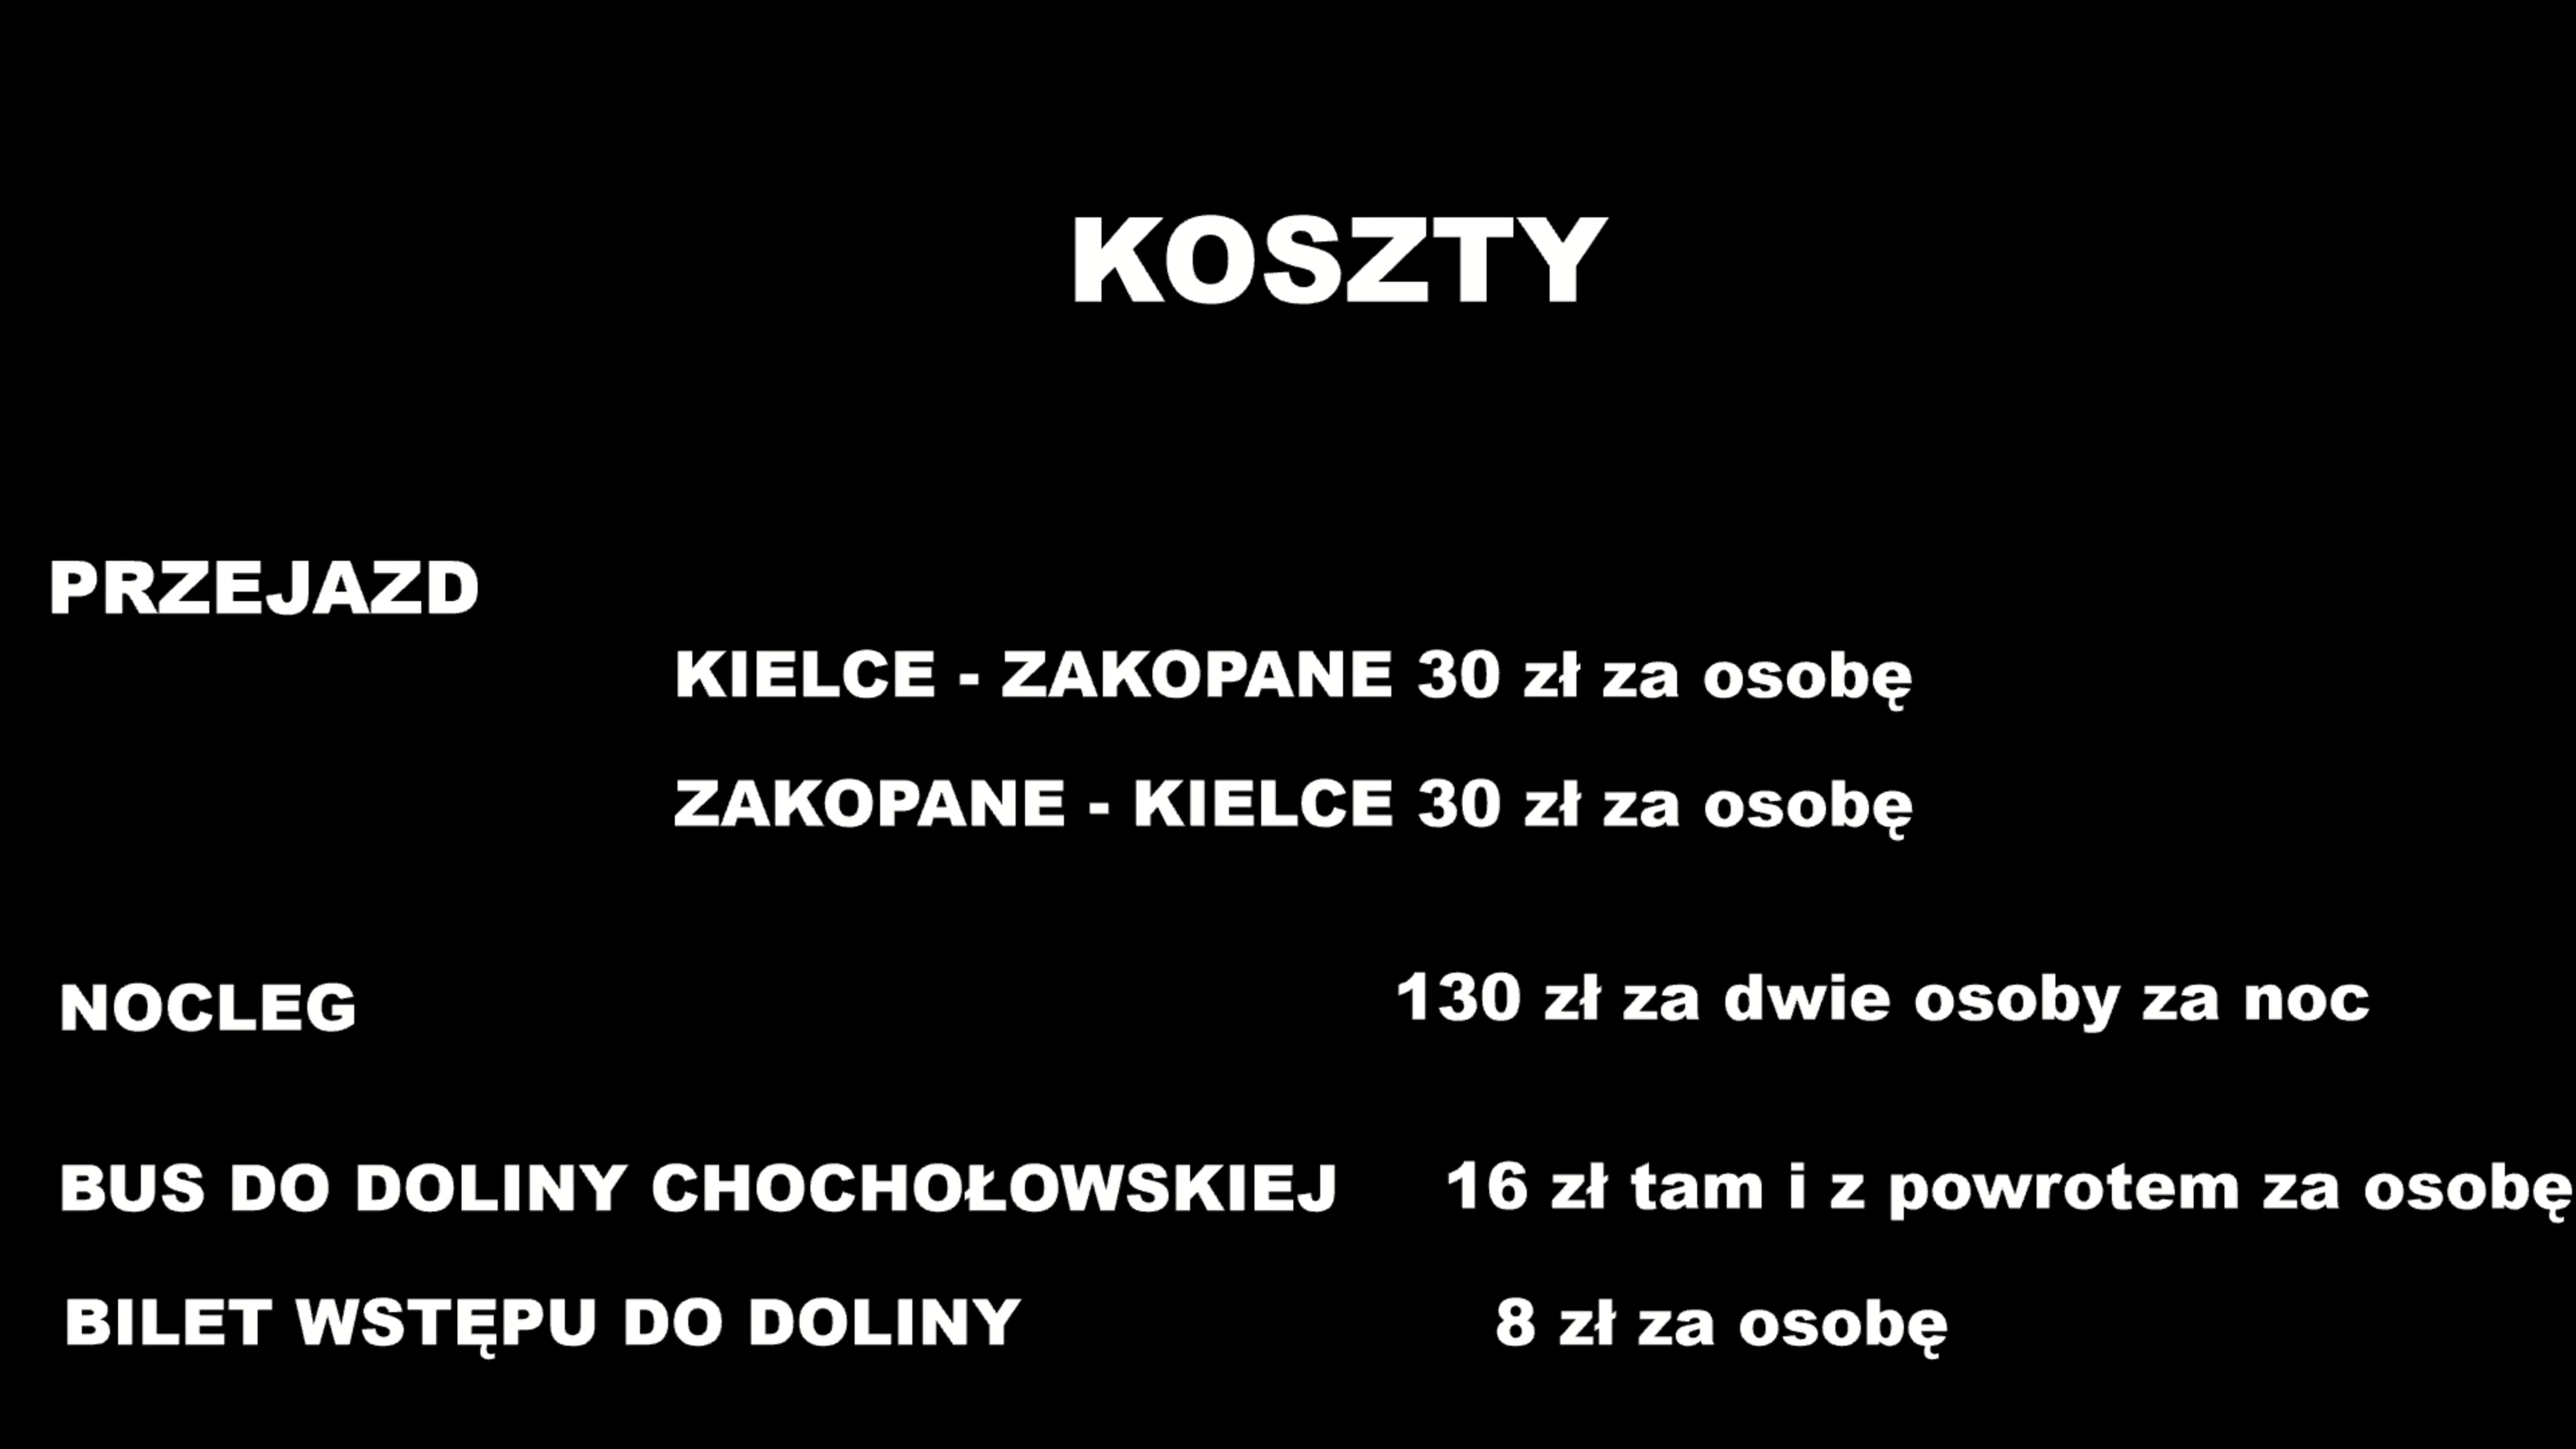 KOSZTY
PRZEJAZD
KIELCE - ZAKOPANE 30 zł za osobę
ZAKOPANE - KIELCE 30 zł za osobę
NOCLEG 130 zł za dwie osoby za noc
BUS DO DOLINY CHOCHOŁOWSKIEJ 16 zł tam i z powrotem za osobę
BILET WSTĘPU DO DOLINY 8 zł za osobę